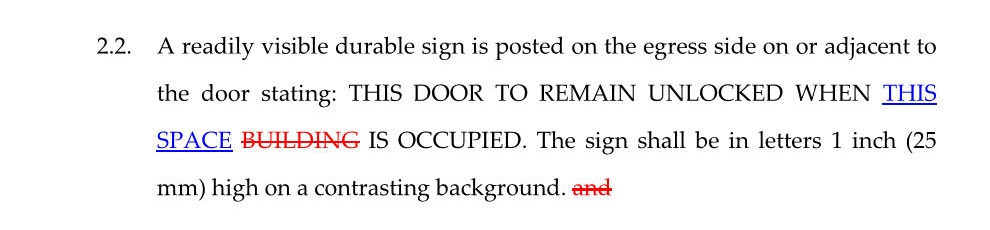 2.2. A readily visible durable sign is posted on the egress side on or adjacent to
the door stating: THIS DOOR TO REMAIN UNLOCKED WHEN THIS
SPACE BUILDING IS OCCUPIED. The sign shall be in letters 1 inch (25
mm) high on a contrasting background. and